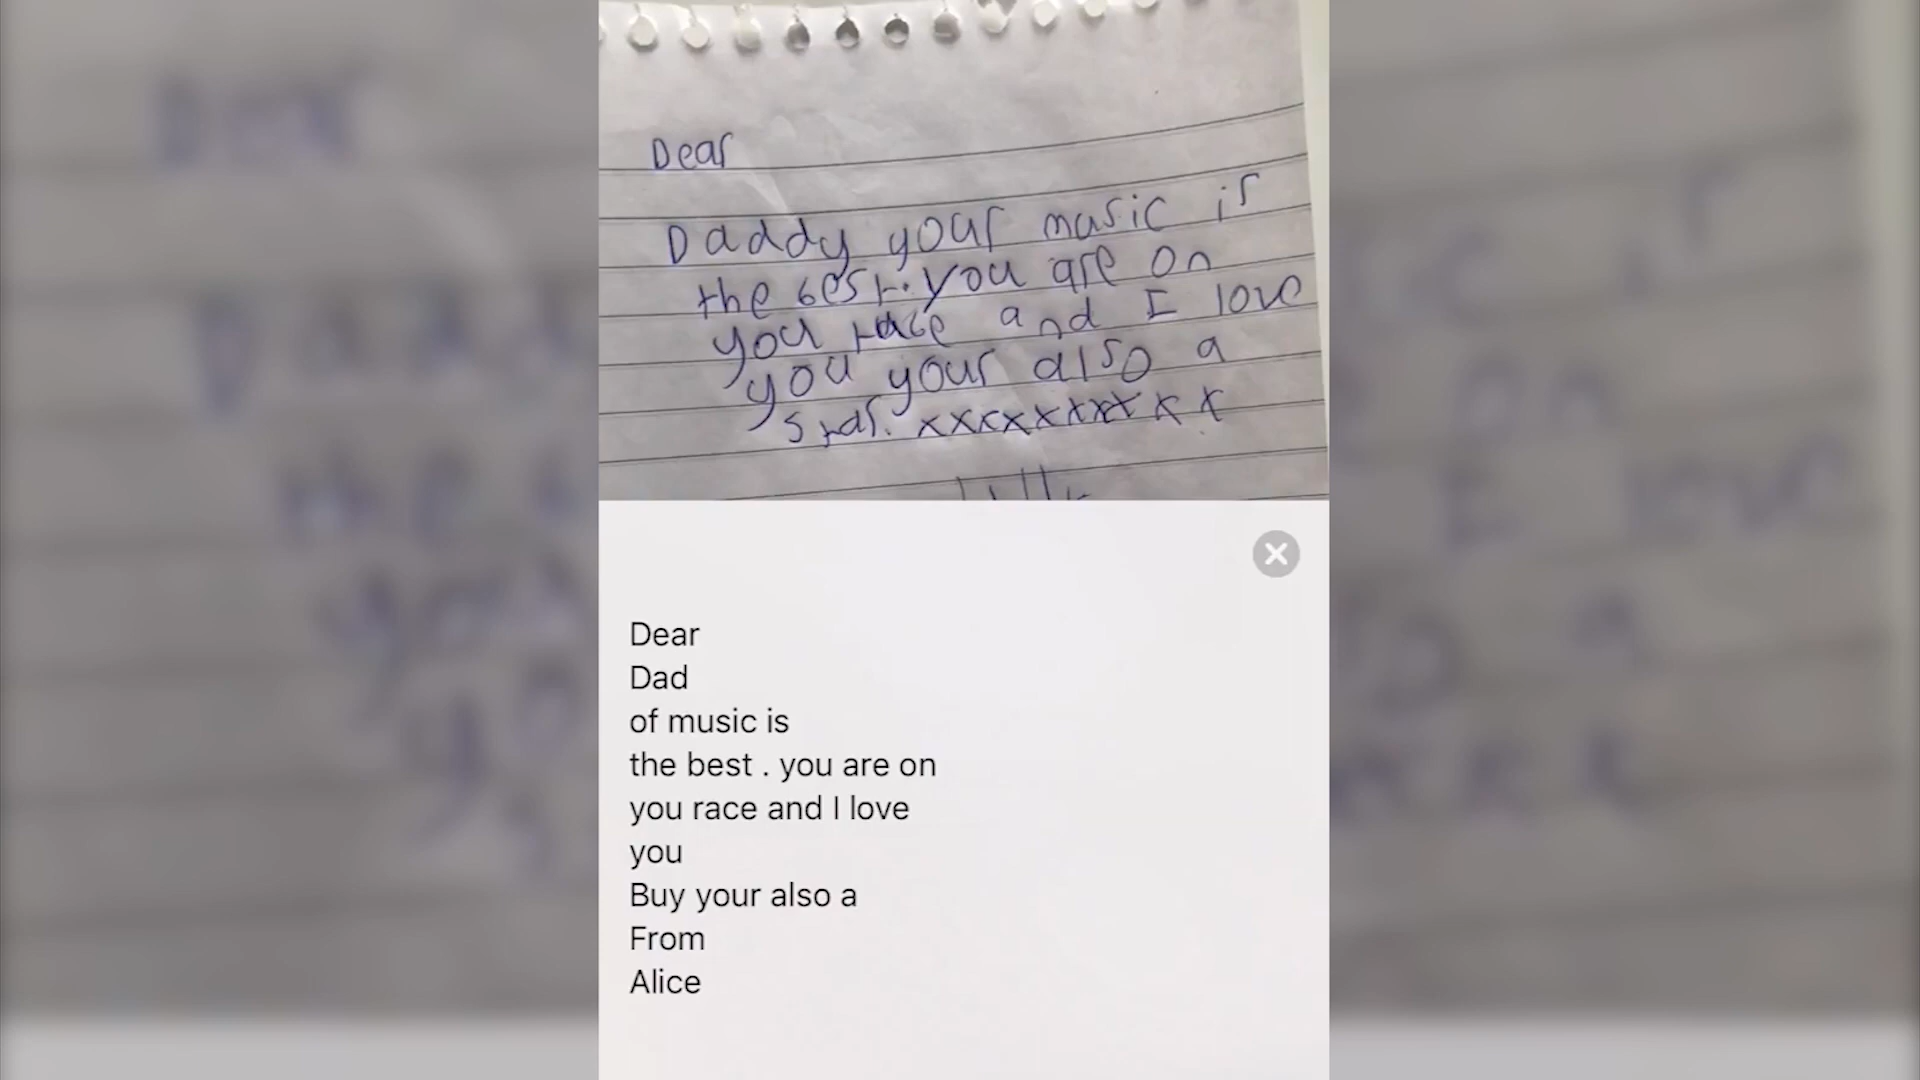 Dear
Daddy your music is
the best. you are on
you race and I love
you your also a
star. xxxxxxxxxx
Dear
Dad
of music is
the best . you are on
you race and I love
you
Buy your also a
From
Alice